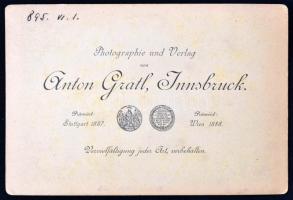 895. VI. 1.
Photographie und Verlag
von
Anton Gratl, Innsbruck.
Prämiirt: Prämiirt:
Stuttgart 1887. Wien 1888.
Vervielfältigung jeder Art, vorbehalten.